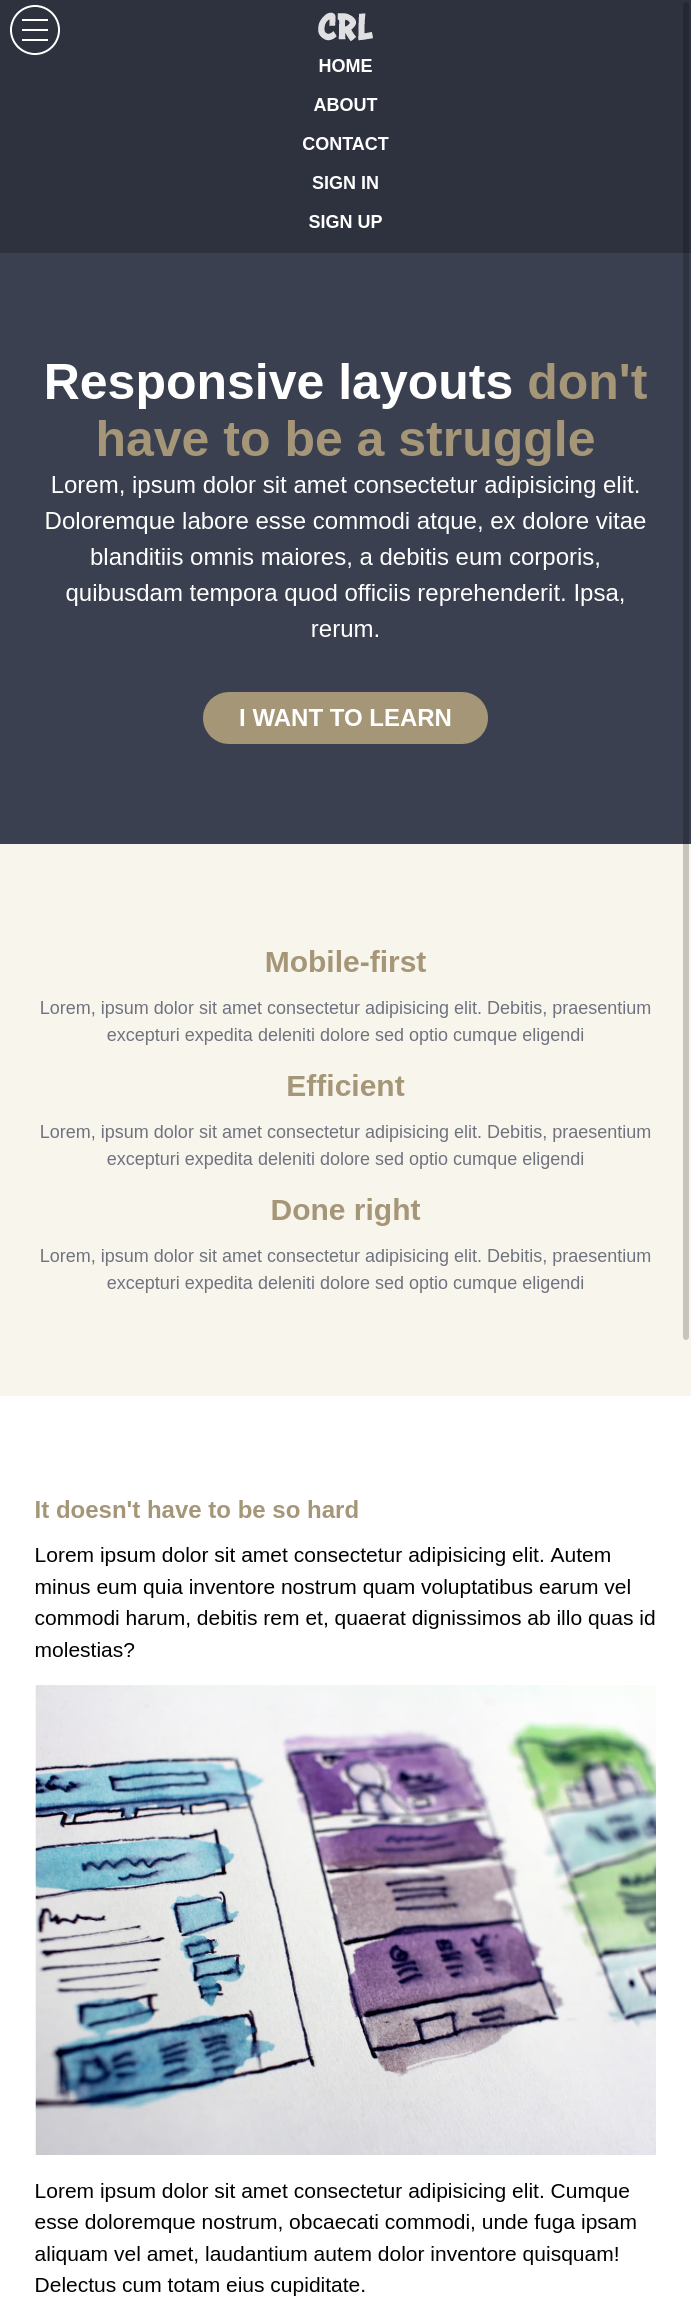 CRL
HOME
ABOUT
CONTACT
SIGN IN
SIGN UP
Responsive layouts don't
have to be a struggle
Lorem, ipsum dolor sit amet consectetur adipisicing elit.
Doloremque labore esse commodi atque, ex dolore vitae
blanditiis omnis maiores, a debitis eum corporis,
quibusdam tempora quod officiis reprehenderit. Ipsa,
rerum.
I WANT TO LEARN
Mobile-first
Lorem, ipsum dolor sit amet consectetur adipisicing elit. Debitis, praesentium
excepturi expedita deleniti dolore sed optio cumque eligendi
Efficient
Lorem, ipsum dolor sit amet consectetur adipisicing elit. Debitis, praesentium
excepturi expedita deleniti dolore sed optio cumque eligendi
Done right
Lorem, ipsum dolor sit amet consectetur adipisicing elit. Debitis, praesentium
excepturi expedita deleniti dolore sed optio cumque eligendi
It doesn't have to be so hard
Lorem ipsum dolor sit amet consectetur adipisicing elit. Autem
minus eum quia inventore nostrum quam voluptatibus earum vel
commodi harum, debitis rem et, quaerat dignissimos ab illo quas id
molestias?
Lorem ipsum dolor sit amet consectetur adipisicing elit. Cumque
esse doloremque nostrum, obcaecati commodi, unde fuga ipsam
aliquam vel amet, laudantium autem dolor inventore quisquam!
Delectus cum totam eius cupiditate.